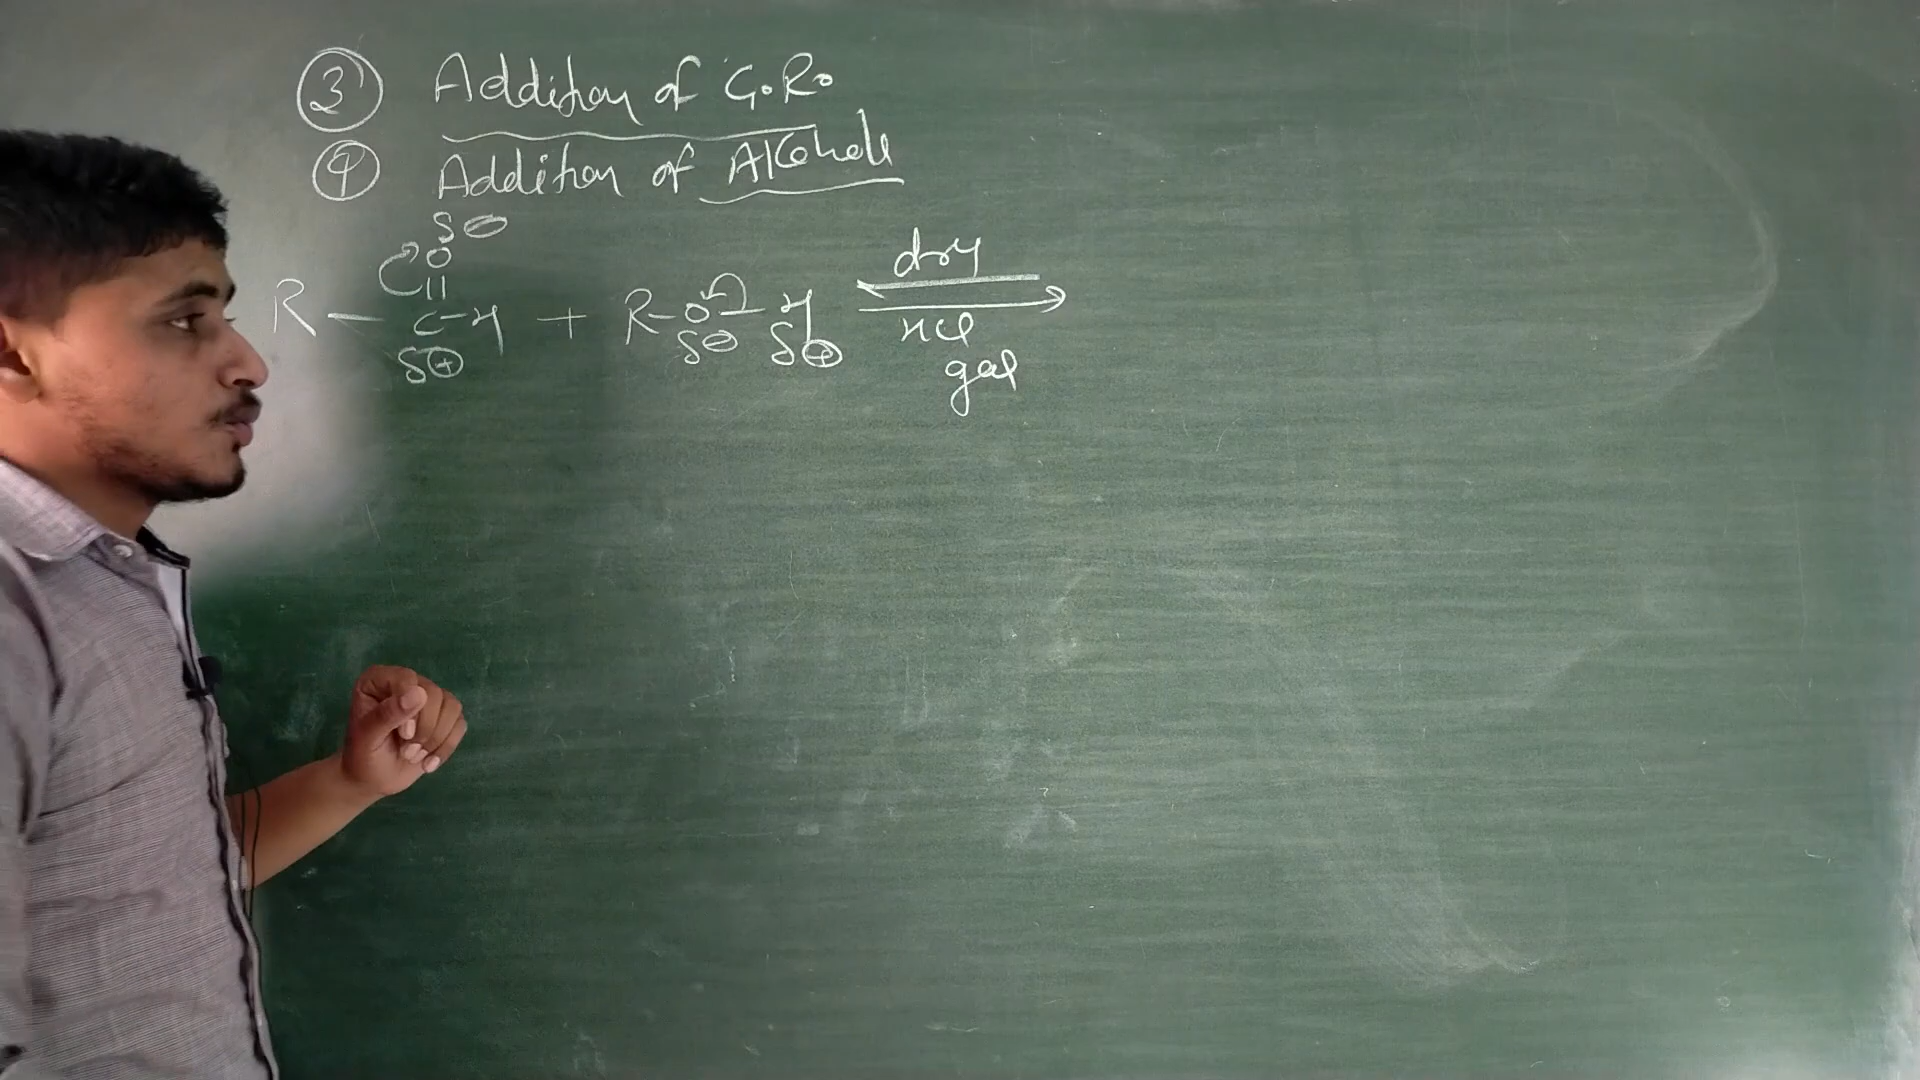 ③ Addition of G.R.
④ Addition of Alcohols
δ⊖
O dry
R — C-H + R-O-H ⇌
δ⊕ δ⊖ δ⊕ HCl
gas